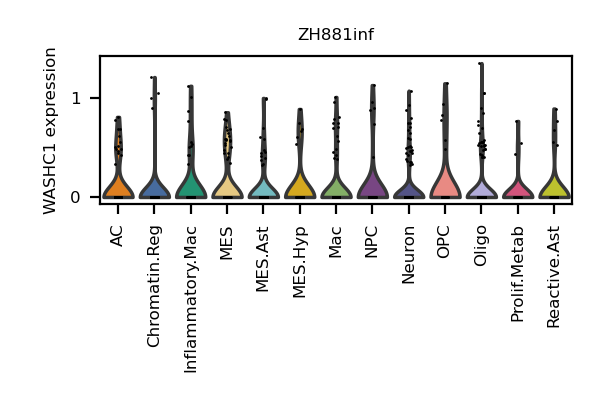 ZH881inf
WASHC1 expression
1
0
AC
Chromatin.Reg
Inflammatory.Mac
MES
MES.Ast
MES.Hyp
Mac
NPC
Neuron
OPC
Oligo
Prolif.Metab
Reactive.Ast